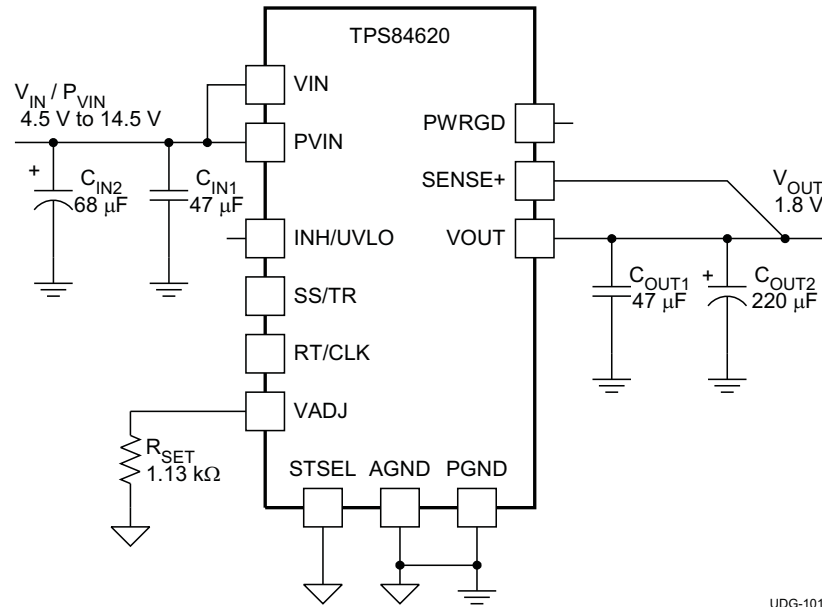 TPS84620
VIN
V_IN / P_VIN
4.5 V to 14.5 V
PVIN
PWRGD
+
C_IN2
68 μF
C_IN1
47 μF
SENSE+
V_OUT
1.8 V
INH/UVLO
VOUT
SS/TR
C_OUT1
47 μF
+
C_OUT2
220 μF
RT/CLK
VADJ
R_SET
1.13 kΩ
STSEL AGND PGND
UDG-101